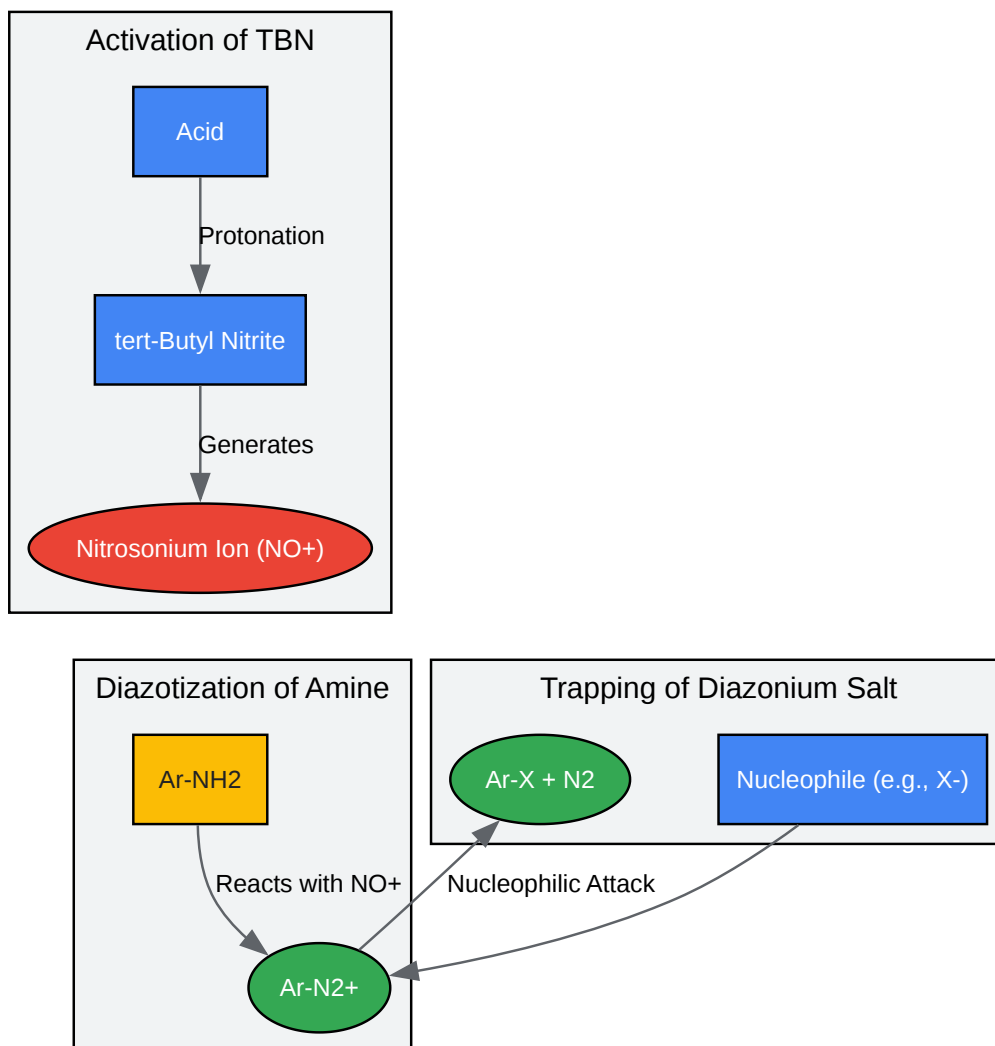 Activation of TBN
Acid
Protonation
tert-Butyl Nitrite
Generates
Nitrosonium Ion (NO+)
Diazotization of Amine
Trapping of Diazonium Salt
Ar-NH2
Ar-X + N2
Nucleophile (e.g., X-)
Reacts with NO+
Nucleophilic Attack
Ar-N2+